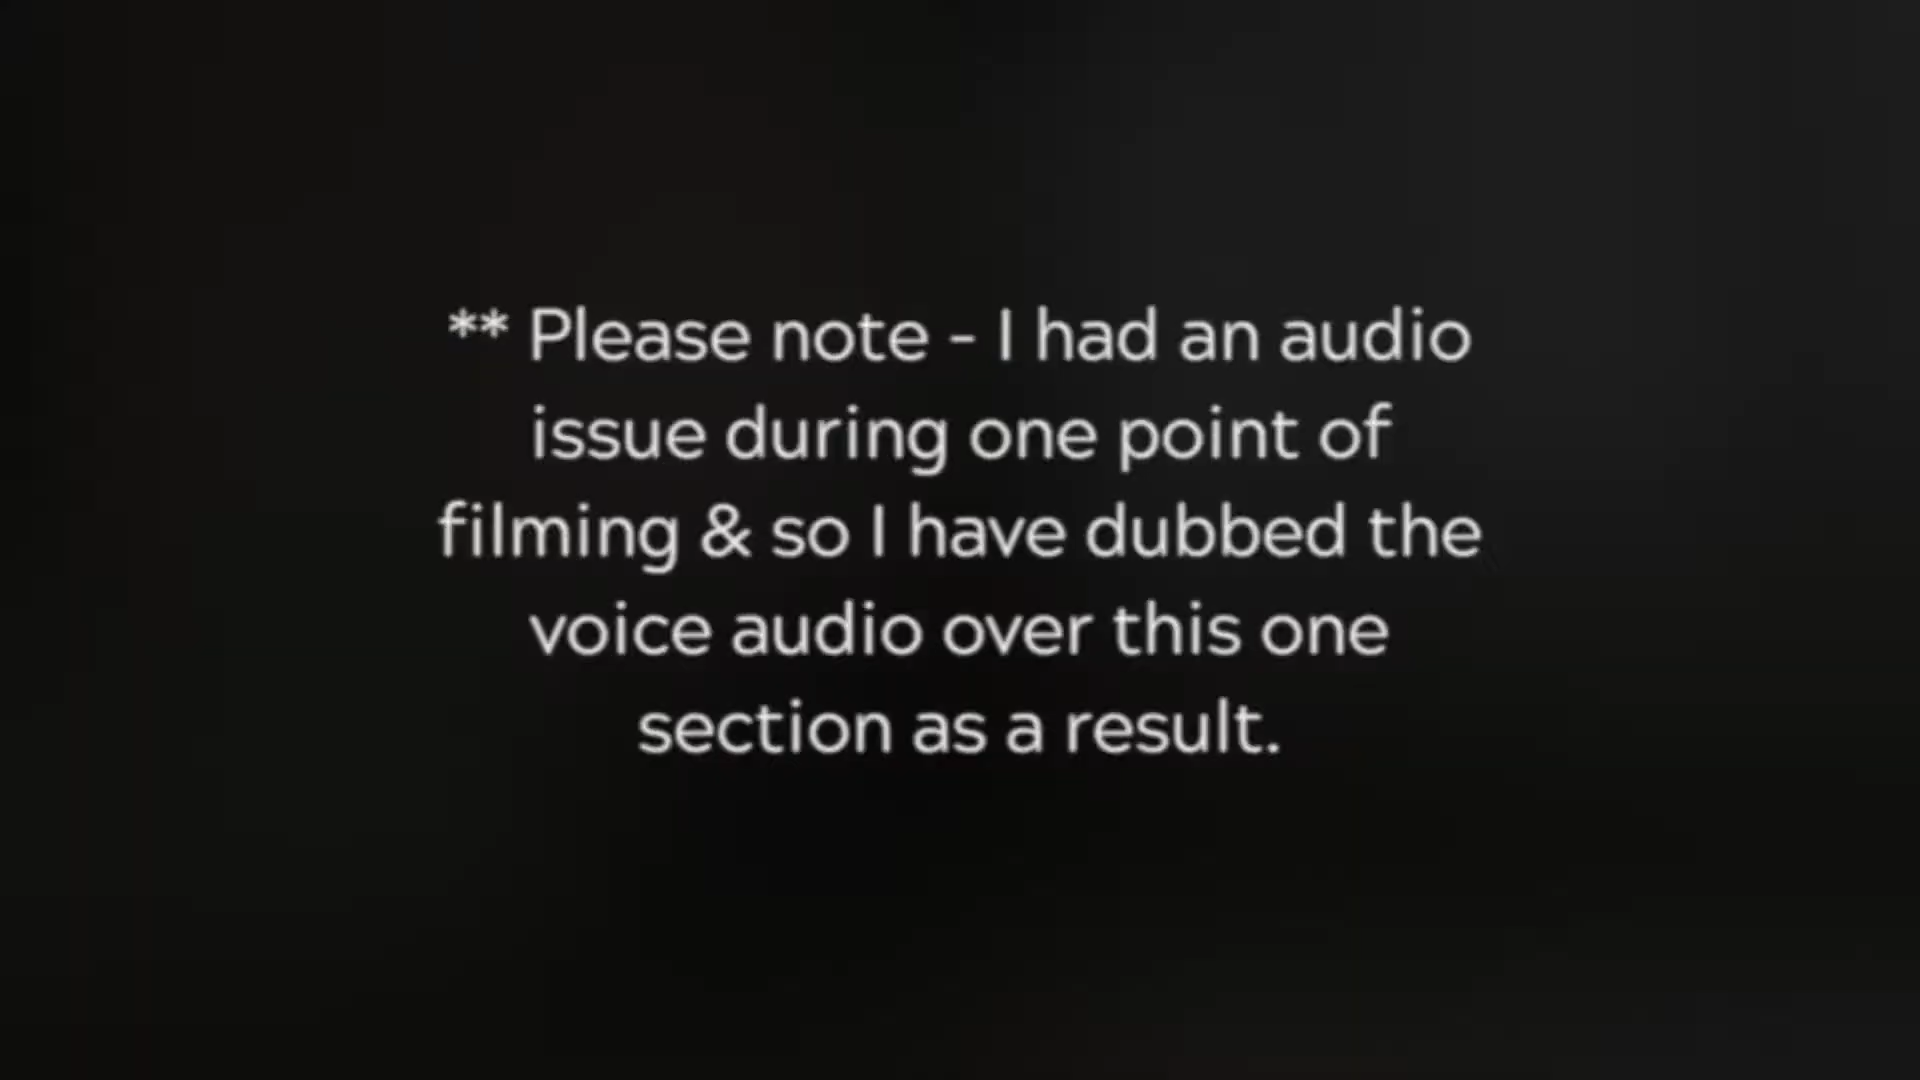 ** Please note - I had an audio
issue during one point of
filming & so I have dubbed the
voice audio over this one
section as a result.